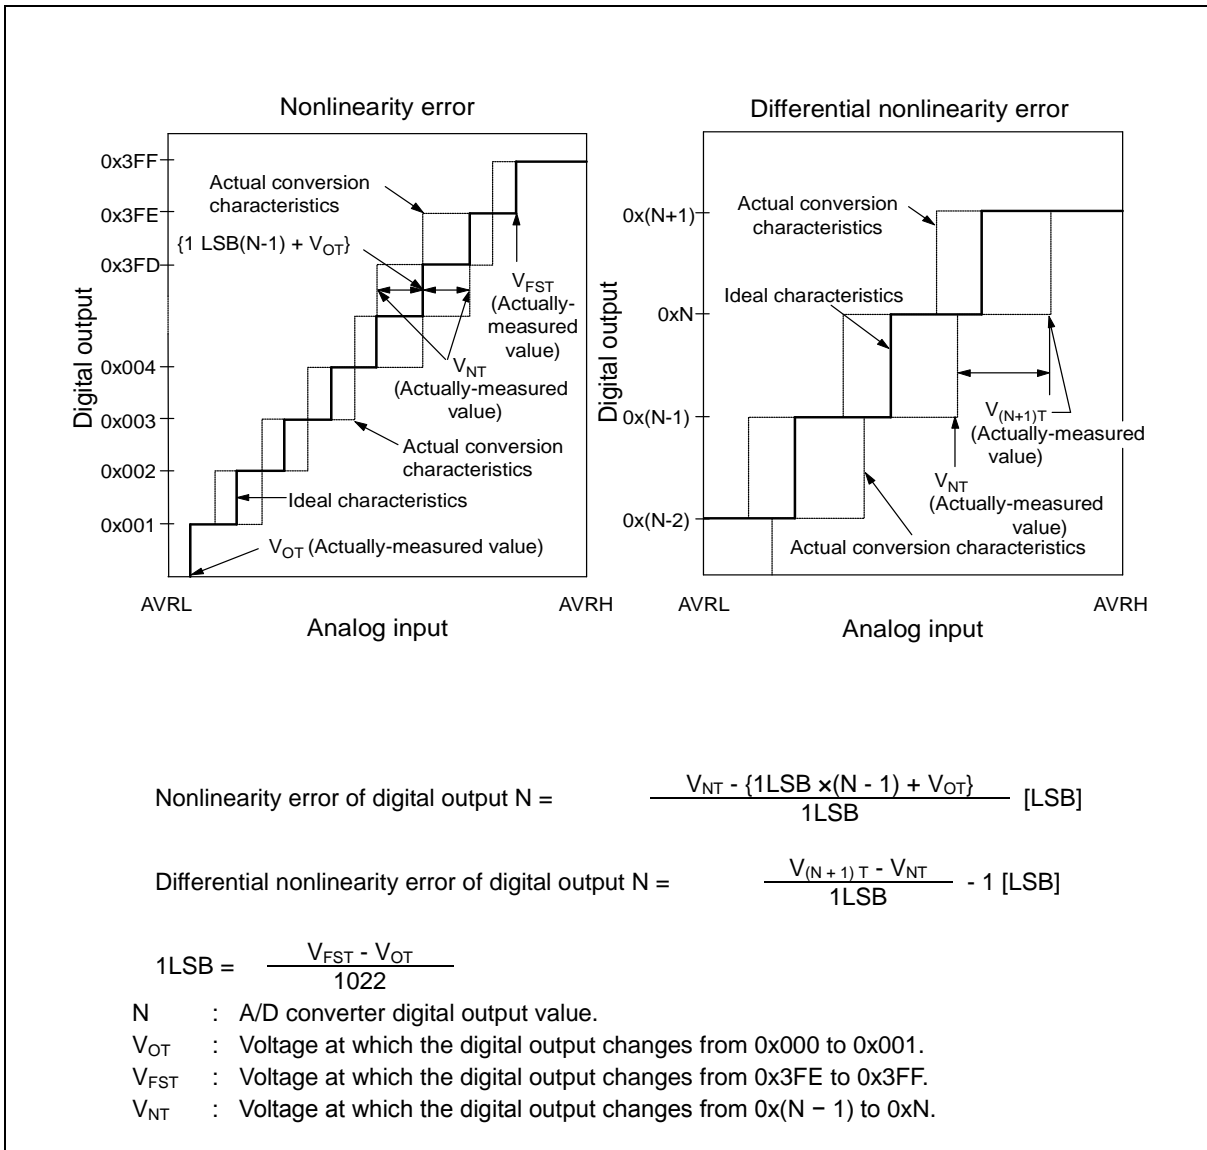 Nonlinearity error
0x3FF
0x3FE
0x3FD
0x004
0x003
0x002
0x001
Digital output
Actual conversion
characteristics
{1 LSB(N-1) + VOT}
VFST
(Actually-
measured
value)
VNT
(Actually-measured
value)
Actual conversion
characteristics
Ideal characteristics
VOT (Actually-measured value)
AVRL
AVRH
Analog input
Differential nonlinearity error
0x(N+1)
0xN
0x(N-1)
0x(N-2)
Digital output
Actual conversion
characteristics
Ideal characteristics
V(N+1)T
(Actually-measured
value)
VNT
(Actually-measured
value)
Actual conversion characteristics
AVRL
AVRH
Analog input
Nonlinearity error of digital output N = VNT - {1LSB ×(N - 1) + VOT} / 1LSB [LSB]
Differential nonlinearity error of digital output N = V(N + 1) T - VNT / 1LSB - 1 [LSB]
1LSB = VFST - VOT / 1022
N : A/D converter digital output value.
VOT : Voltage at which the digital output changes from 0x000 to 0x001.
VFST : Voltage at which the digital output changes from 0x3FE to 0x3FF.
VNT : Voltage at which the digital output changes from 0x(N − 1) to 0xN.